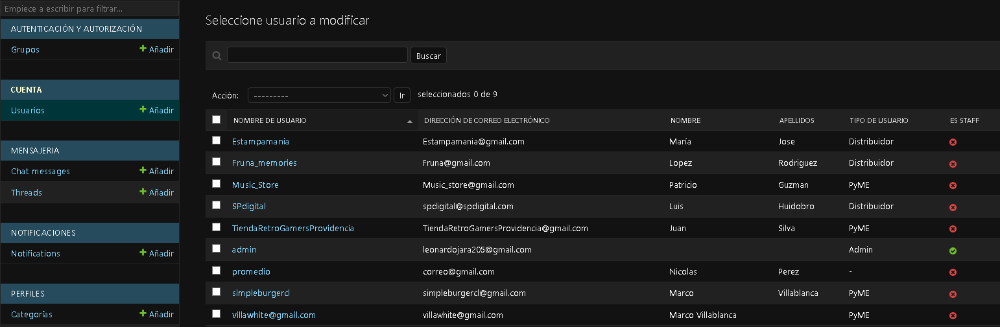 Empiece a escribir para filtrar...
AUTENTICACIÓN Y AUTORIZACIÓN
Grupos Añadir
CUENTA
Usuarios Añadir
MENSAJERIA
Chat messages Añadir
Threads Añadir
NOTIFICACIONES
Notifications Añadir
PERFILES
Categorías Añadir
Seleccione usuario a modificar
Buscar
Acción: --------- Ir seleccionados 0 de 9
NOMBRE DE USUARIO DIRECCIÓN DE CORREO ELECTRÓNICO NOMBRE APELLIDOS TIPO DE USUARIO ES STAFF
Estampamania Estampamania@gmail.com María Jose Distribuidor
Fruna_memories Fruna@gmail.com Lopez Rodriguez Distribuidor
Music_Store Music_store@gmail.com Patricio Guzman PyME
SPdigital spdigital@spdigital.com Luis Huidobro Distribuidor
TiendaRetroGamersProvidencia TiendaRetroGamersProvidencia@gmail.com Juan Silva PyME
admin leonardojara205@gmail.com Admin
promedio correo@gmail.com Nicolas Perez -
simpleburgercl simpleburgercl@gmail.com Marco Villablanca PyME
villawhite@gmail.com villawhite@gmail.com Marco Villablanca PyME